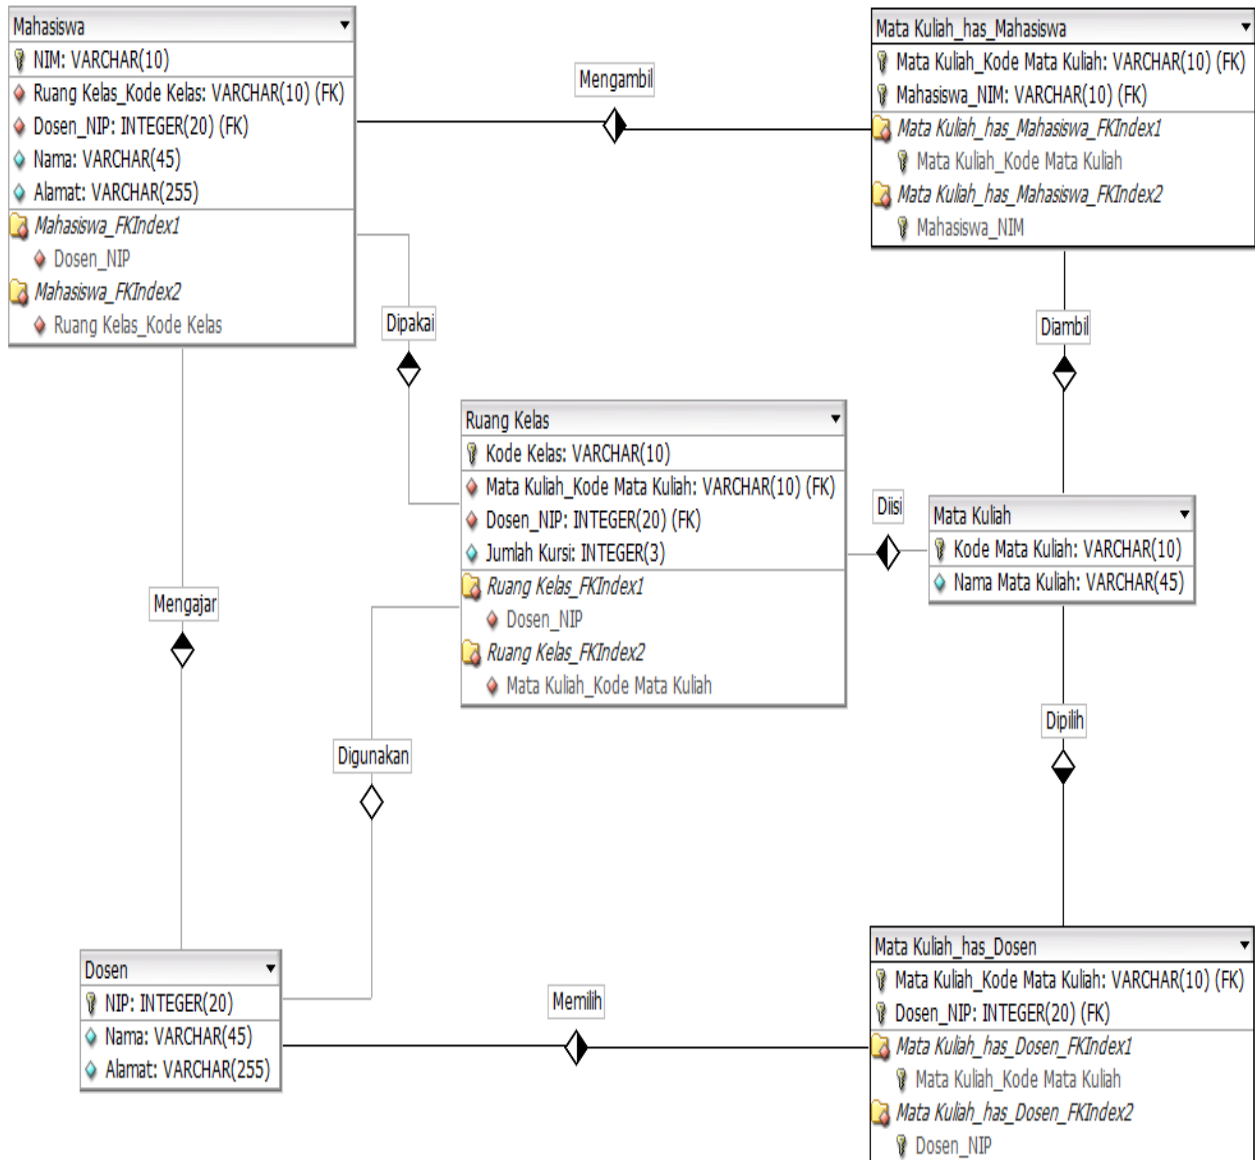 Mahasiswa
NIM: VARCHAR(10)
Ruang Kelas_Kode Kelas: VARCHAR(10) (FK)
Dosen_NIP: INTEGER(20) (FK)
Nama: VARCHAR(45)
Alamat: VARCHAR(255)
Mahasiswa_FKIndex1
Dosen_NIP
Mahasiswa_FKIndex2
Ruang Kelas_Kode Kelas
Mengambil
Mata Kuliah_has_Mahasiswa
Mata Kuliah_Kode Mata Kuliah: VARCHAR(10) (FK)
Mahasiswa_NIM: VARCHAR(10) (FK)
Mata Kuliah_has_Mahasiswa_FKIndex1
Mata Kuliah_Kode Mata Kuliah
Mata Kuliah_has_Mahasiswa_FKIndex2
Mahasiswa_NIM
Dipakai
Diambil
Ruang Kelas
Kode Kelas: VARCHAR(10)
Mata Kuliah_Kode Mata Kuliah: VARCHAR(10) (FK)
Dosen_NIP: INTEGER(20) (FK)
Jumlah Kursi: INTEGER(3)
Ruang Kelas_FKIndex1
Dosen_NIP
Ruang Kelas_FKIndex2
Mata Kuliah_Kode Mata Kuliah
Diisi
Mata Kuliah
Kode Mata Kuliah: VARCHAR(10)
Nama Mata Kuliah: VARCHAR(45)
Mengajar
Digunakan
Dipilih
Dosen
NIP: INTEGER(20)
Nama: VARCHAR(45)
Alamat: VARCHAR(255)
Memilih
Mata Kuliah_has_Dosen
Mata Kuliah_Kode Mata Kuliah: VARCHAR(10) (FK)
Dosen_NIP: INTEGER(20) (FK)
Mata Kuliah_has_Dosen_FKIndex1
Mata Kuliah_Kode Mata Kuliah
Mata Kuliah_has_Dosen_FKIndex2
Dosen_NIP